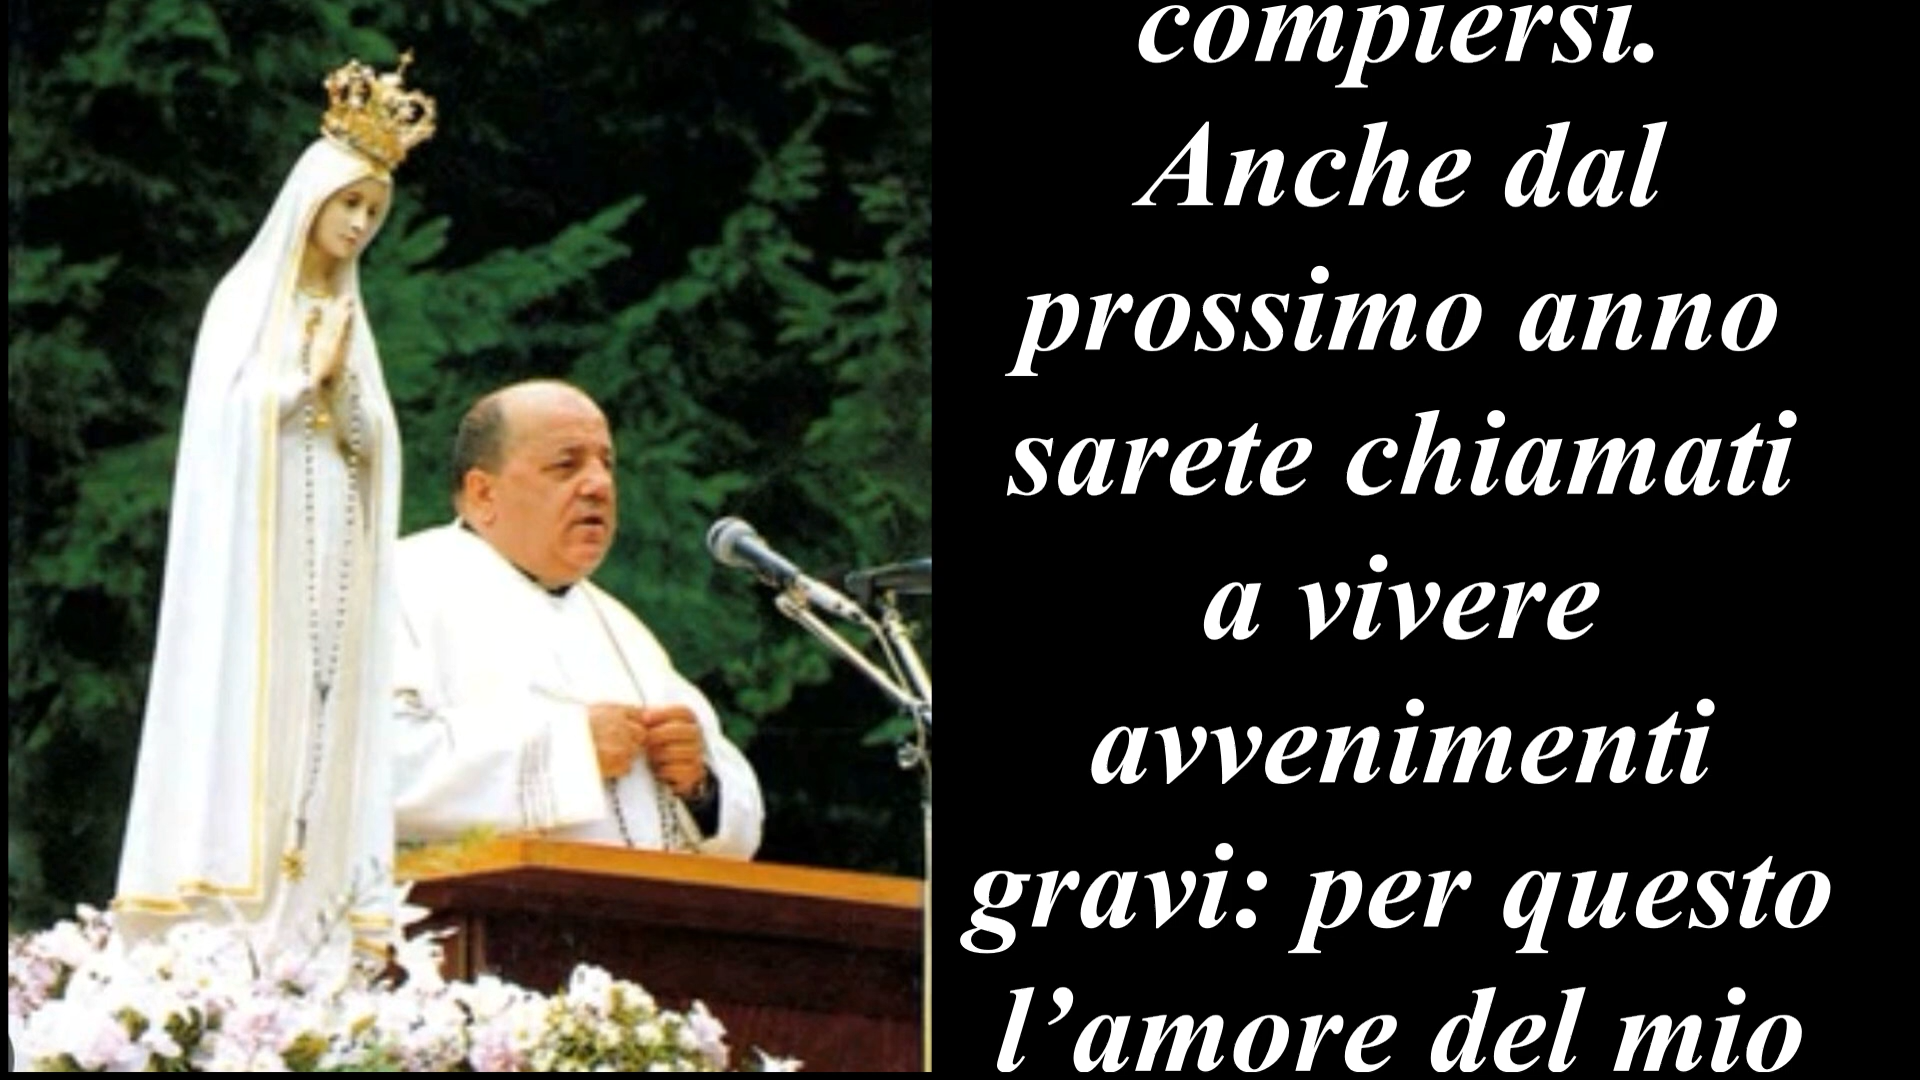 compiersi.
Anche dal
prossimo anno
sarete chiamati
a vivere
avvenimenti
gravi: per questo
l’amore del mio